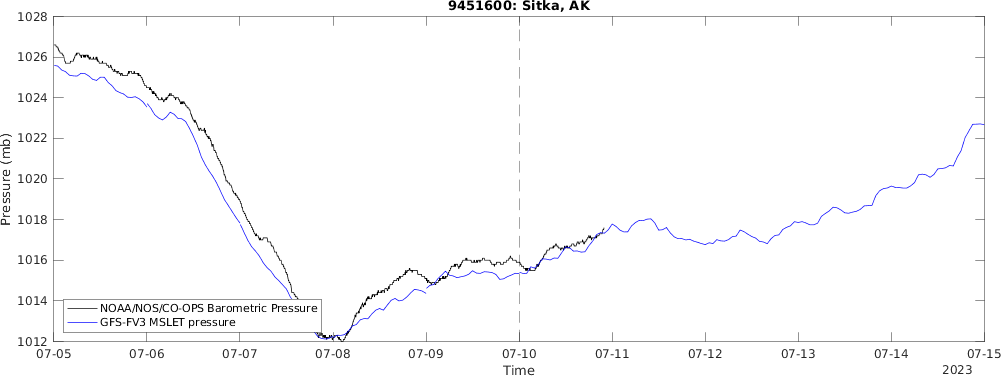 9451600: Sitka, AK
Pressure (mb)
1028
1026
1024
1022
1020
1018
1016
1014
1012
NOAA/NOS/CO-OPS Barometric Pressure
GFS-FV3 MSLET pressure
07-05 07-06 07-07 07-08 07-09 07-10 07-11 07-12 07-13 07-14 07-15
Time
2023